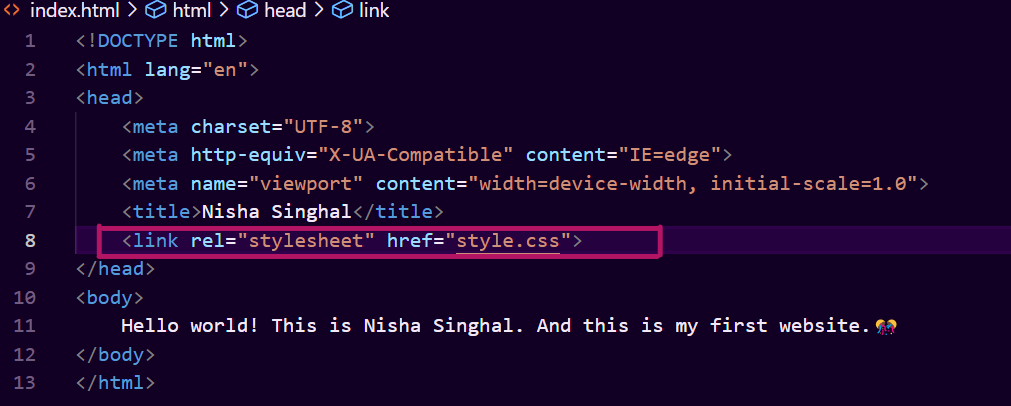 index.html > html > head > link
1 <!DOCTYPE html>
2 <html lang="en">
3 <head>
4     <meta charset="UTF-8">
5     <meta http-equiv="X-UA-Compatible" content="IE=edge">
6     <meta name="viewport" content="width=device-width, initial-scale=1.0">
7     <title>Nisha Singhal</title>
8     <link rel="stylesheet" href="style.css">
9 </head>
10 <body>
11     Hello world! This is Nisha Singhal. And this is my first website.🎊
12 </body>
13 </html>